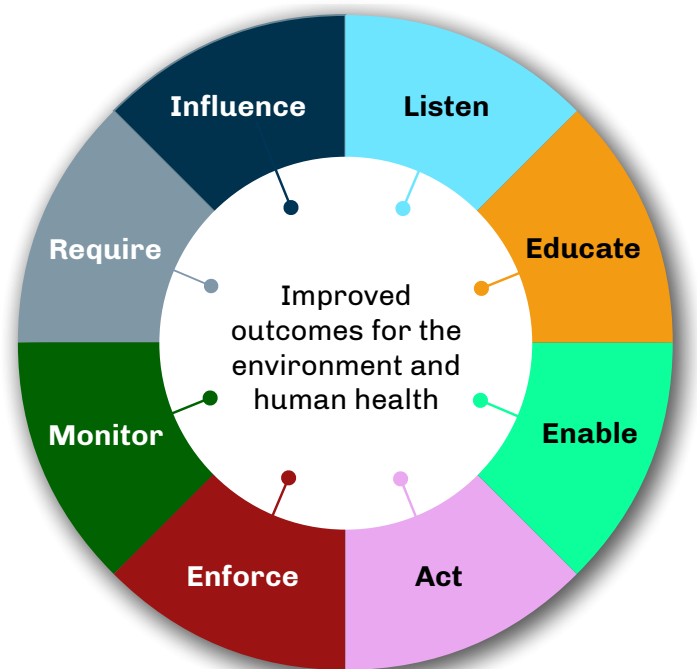 Influence
Listen
Educate
Enable
Act
Enforce
Monitor
Require
Improved
outcomes for the
environment and
human health